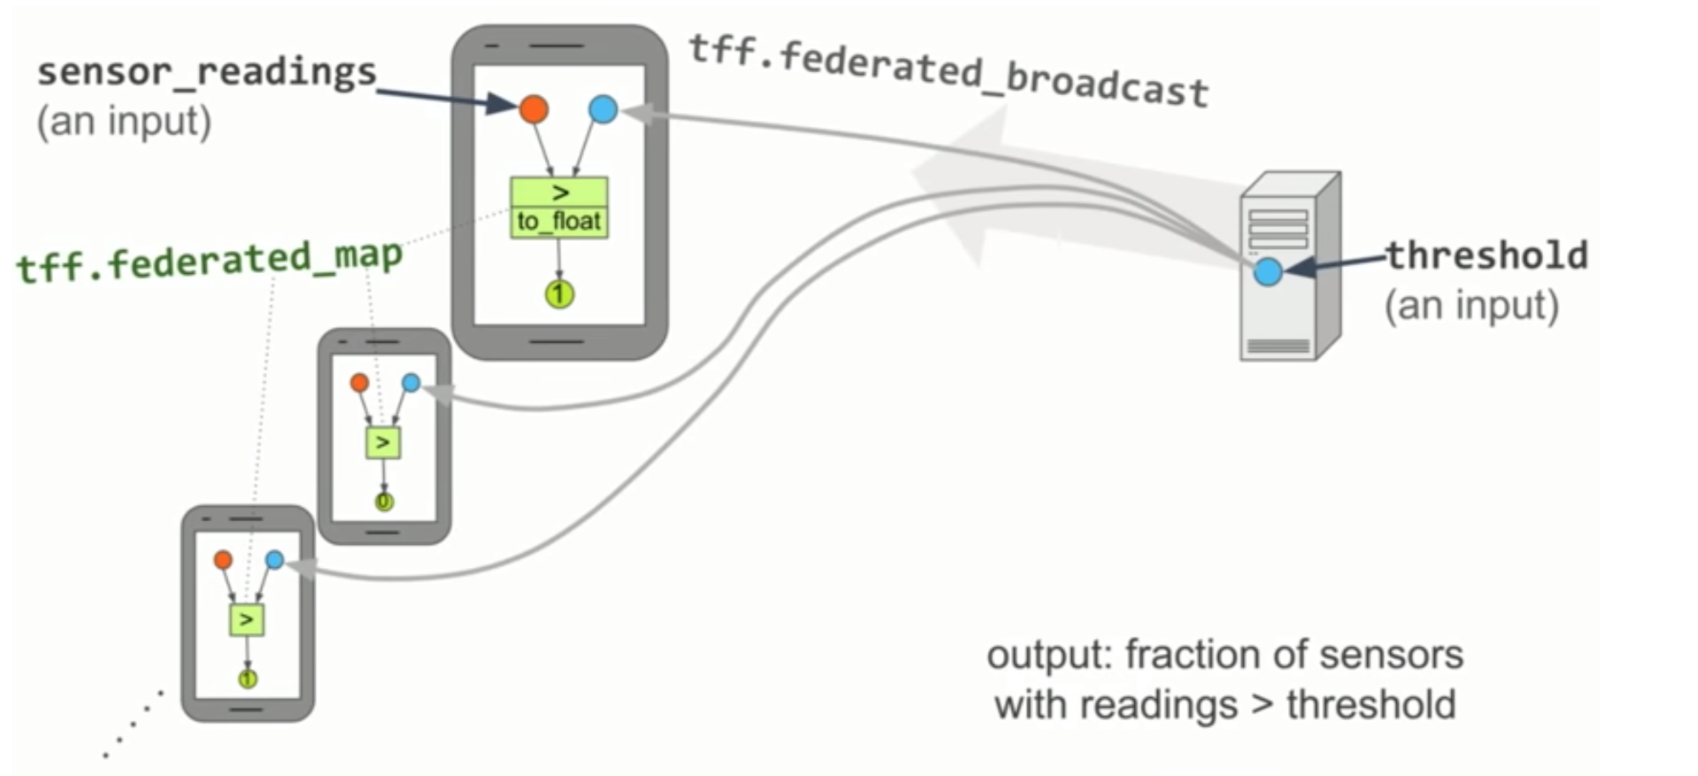 sensor_readings
(an input)
tff.federated_broadcast
>
to_float
1
tff.federated_map
threshold
(an input)
>
0
>
1
output: fraction of sensors
with readings > threshold